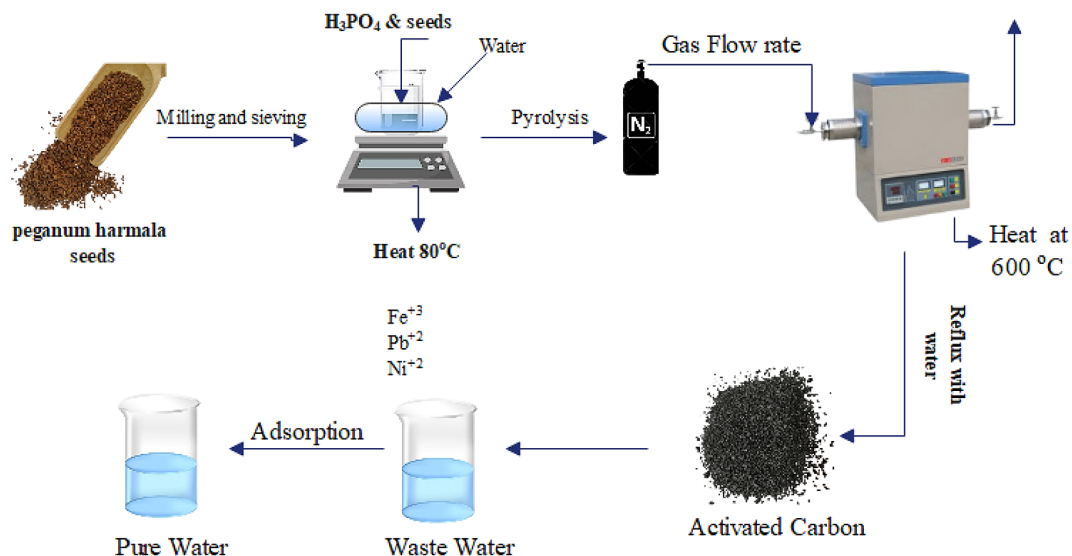 H₃PO₄ & seeds
Water
Gas Flow rate
Milling and sieving
Pyrolysis
N₂
peganum harmala
seeds
Heat 80°C
Heat at
600 °C
Fe⁺³
Pb⁺²
Ni⁺²
Reflux with
water
Adsorption
Pure Water
Waste Water
Activated Carbon